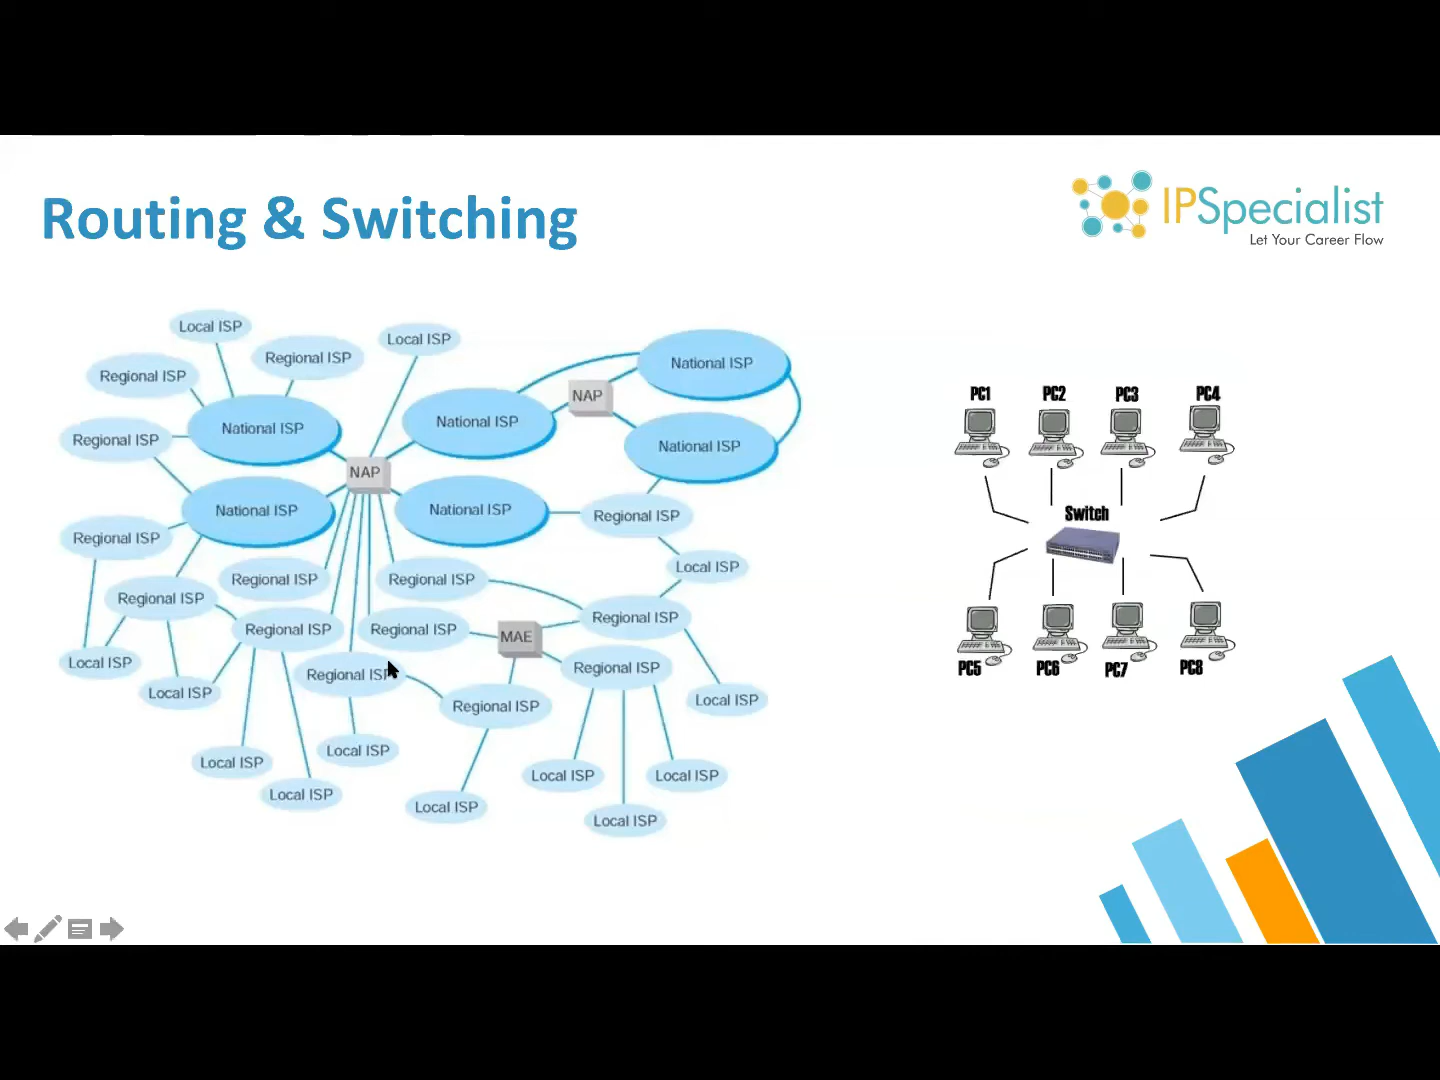 Routing & Switching
IPSpecialist
Let Your Career Flow
Local ISP
Local ISP
Regional ISP
National ISP
Regional ISP
NAP
National ISP
National ISP
Regional ISP
National ISP
NAP
National ISP
National ISP
Regional ISP
Regional ISP
Local ISP
Regional ISP
Regional ISP
Regional ISP
Regional ISP
Regional ISP
Regional ISP
MAE
Local ISP
Regional ISP
Regional ISP
Local ISP
Regional ISP
Local ISP
Local ISP
Local ISP
Local ISP
Local ISP
Local ISP
Local ISP
Local ISP
National ISP
PC1
PC2
PC3
PC4
Switch
PC5
PC6
PC7
PC8